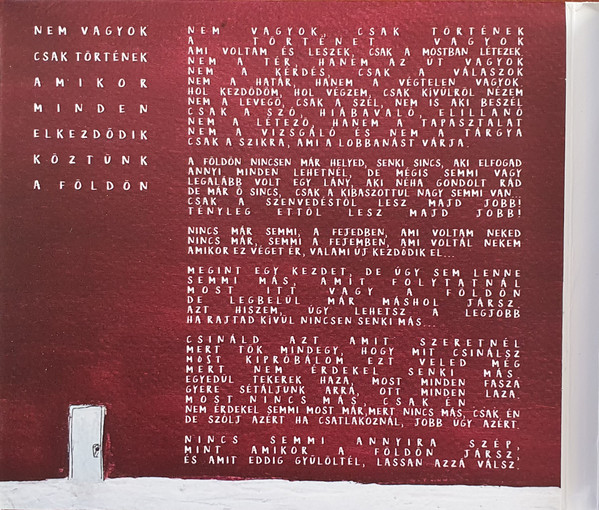 NEM VAGYOK
CSAK TÖRTÉNEK
AMIKOR
MINDEN
ELKEZDŐDIK
KÖZTÜNK
A FÖLDÖN
NEM VAGYOK, CSAK TÖRTÉNEK
A TÖRTÉNET VAGYOK
AMI VOLTAM ÉS LESZEK, CSAK A MOSTBAN LÉTEZEK
NEM A TÉR, HANEM AZ ÚT VAGYOK
NEM A KÉRDÉS, CSAK A VÁLASZOK
NEM A HATÁR, HANEM A VÉGTELEN VAGYOK
HOL KEZDŐDÖM, HOL VÉGZEM, CSAK KÍVÜLRŐL NÉZEM
NEM A LEVEGŐ, CSAK A SZÉL, NEM IS AKI BESZÉL
CSAK A SZÓ, HIÁBAVALÓ, ELILLANÓ
NEM A LÉTEZŐ, HANEM A TAPASZTALAT
NEM A VIZSGÁLÓ ÉS NEM A TÁRGYA
CSAK A SZIKRA, AMI A LOBBANÁST VÁRJA.
A FÖLDÖN NINCSEN MÁR HELYED, SENKI SINCS, AKI ELFOGAD
ANNYI MINDEN LEHETNÉL, DE MÉGIS SEMMI VAGY
LEGALÁBB VOLT EGY LÁNY, AKI NÉHA GONDOLT RÁD
DE MÁR Ő SINCS, CSAK A KIBASZOTTUL NAGY SEMMI VAN...
CSAK A SZENVEDÉSTŐL LESZ MAJD JOBB!
TÉNYLEG ETTŐL LESZ MAJD JOBB!
NINCS MÁR SEMMI, A FEJEDBEN, AMI VOLTAM NEKED
NINCS MÁR, SEMMI A FEJEMBEN, AMI VOLTÁL NEKEM
AMIKOR EZ VÉGET ÉR, VALAMI ÚJ KEZDŐDIK EL...
MEGINT EGY KEZDET, DE ÚGY SEM LENNE
SEMMI MÁS, AMIT FOLYTATNÁL
MOST ITT VAGY A FÖLDÖN
DE LEGBELÜL MÁR MÁSHOL JÁRSZ,
AZT HISZEM, ÚGY LEHETSZ A LEGJOBB
HA RAJTAD KÍVÜL NINCSEN SENKI MÁS...
CSINÁLD AZT AMIT SZERETNÉL
MERT TÖK MINDEGY, HOGY MIT CSINÁLSZ
MOST KIPRÓBÁLOM EZT VELED MÉG
MERT NEM ÉRDEKEL SENKI MÁS
EGYEDÜL TEKEREK HAZA, MOST MINDEN FASZA
GYERE SÉTÁLJUNK ARRA, OTT MINDEN LAZA.
MOST NINCS MÁS, CSAK ÉN
NEM ÉRDEKEL SEMMI MOST MÁR,MERT NINCS MÁS, CSAK ÉN
DE SZÓLJ AZÉRT HA CSATLAKOZNÁL, JOBB ÚGY AZÉRT.
NINCS SEMMI ANNYIRA SZÉP,
MINT AMIKOR A FÖLDÖN JÁRSZ,
ÉS AMIT EDDIG GYŰLÖLTÉL, LASSAN AZZÁ VÁLSZ.